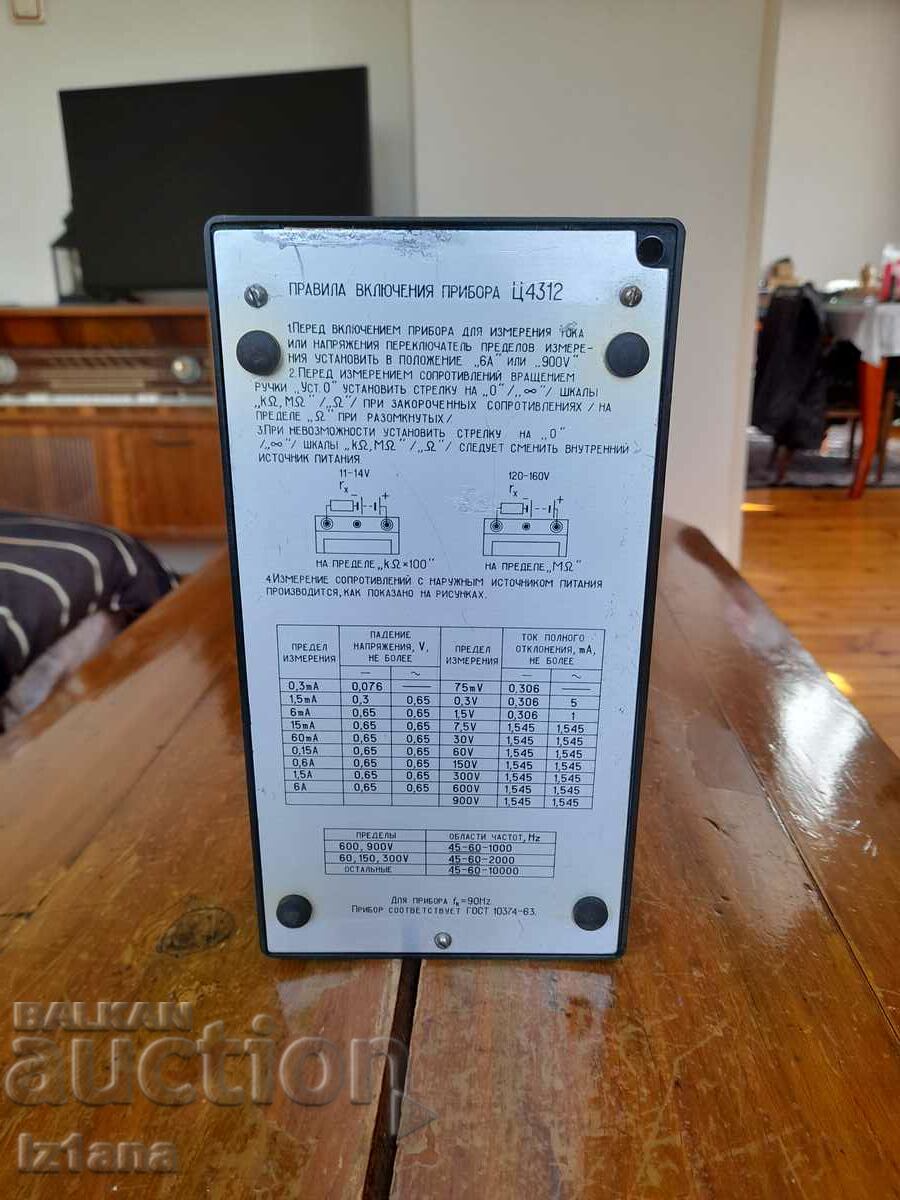 ПРАВИЛА ВКЛЮЧЕНИЯ ПРИБОРА Ц4312
1.ПЕРЕД ВКЛЮЧЕНИЕМ ПРИБОРА ДЛЯ ИЗМЕРЕНИЯ ТОКА
ИЛИ НАПРЯЖЕНИЯ ПЕРЕКЛЮЧАТЕЛЬ ПРЕДЕЛОВ ИЗМЕРЕ-
НИЯ УСТАНОВИТЬ В ПОЛОЖЕНИЕ „6А" ИЛИ „900V"
2.ПЕРЕД ИЗМЕРЕНИЕМ СОПРОТИВЛЕНИЙ ВРАЩЕНИЕМ
РУЧКИ „УСТ.0" УСТАНОВИТЬ СТРЕЛКУ НА „0" /„∞"/ ШКАЛЫ
„kΩ,MΩ"/„Ω"/ ПРИ ЗАКОРОЧЕННЫХ СОПРОТИВЛЕНИЯХ / НА
ПРЕДЕЛЕ „Ω" ПРИ РАЗОМКНУТЫХ/
3.ПРИ НЕВОЗМОЖНОСТИ УСТАНОВИТЬ СТРЕЛКУ НА „0"
/„∞"/ ШКАЛЫ „kΩ,MΩ"/„Ω"/ СЛЕДУЕТ СМЕНИТЬ ВНУТРЕННИЙ
ИСТОЧНИК ПИТАНИЯ
11-14V 120-160V
rx rx
− + − +
НА ПРЕДЕЛЕ „kΩ×100" НА ПРЕДЕЛЕ „MΩ"
4.ИЗМЕРЕНИЕ СОПРОТИВЛЕНИЙ С НАРУЖНЫМ ИСТОЧНИКОМ ПИТАНИЯ
ПРОИЗВОДИТСЯ, КАК ПОКАЗАНО НА РИСУНКАХ.
ПРЕДЕЛ ИЗМЕРЕНИЯ ПАДЕНИЕ НАПРЯЖЕНИЯ, V, НЕ БОЛЕЕ ПРЕДЕЛ ИЗМЕРЕНИЯ ТОК ПОЛНОГО ОТКЛОНЕНИЯ, mA, НЕ БОЛЕЕ
— ~ — ~
0,3mA 0,076 — 75mV 0,306 —
1,5mA 0,3 0,65 0,3V 0,306 5
6mA 0,65 0,65 1,5V 0,306 1
15mA 0,65 0,65 7,5V 1,545 1,545
60mA 0,65 0,65 30V 1,545 1,545
0,15A 0,65 0,65 60V 1,545 1,545
0,6A 0,65 0,65 150V 1,545 1,545
1,5A 0,65 0,65 300V 1,545 1,545
6A 0,65 0,65 600V 1,545 1,545
900V 1,545 1,545
ПРЕДЕЛЫ ОБЛАСТИ ЧАСТОТ, Hz
600, 900V 45-60-1000
60, 150, 300V 45-60-2000
ОСТАЛЬНЫЕ 45-60-10000
ДЛЯ ПРИБОРА fк=90Hz
ПРИБОР СООТВЕТСТВУЕТ ГОСТ 10374-63.
BALKAN
auction
iz1ana